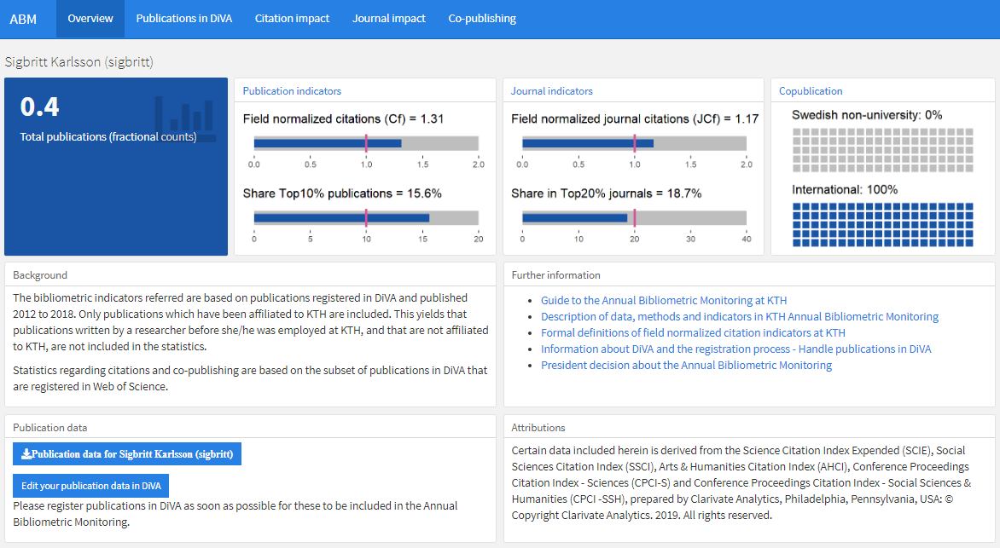 ABM Overview Publications in DiVA Citation impact Journal impact Co-publishing
Sigbritt Karlsson (sigbritt)
0.4
Total publications (fractional counts)
Publication indicators
Field normalized citations (Cf) = 1.31
0.0 0.5 1.0 1.5 2.0
Share Top10% publications = 15.6%
0 5 10 15 20
Journal indicators
Field normalized journal citations (JCf) = 1.17
0.0 0.5 1.0 1.5 2.0
Share in Top20% journals = 18.7%
0 10 20 30 40
Copublication
Swedish non-university: 0%
International: 100%
Background
The bibliometric indicators referred are based on publications registered in DiVA and published
2012 to 2018. Only publications which have been affiliated to KTH are included. This yields that
publications written by a researcher before she/he was employed at KTH, and that are not affiliated
to KTH, are not included in the statistics.
Statistics regarding citations and co-publishing are based on the subset of publications in DiVA that
are registered in Web of Science.
Further information
• Guide to the Annual Bibliometric Monitoring at KTH
• Description of data, methods and indicators in KTH Annual Bibliometric Monitoring
• Formal definitions of field normalized citation indicators at KTH
• Information about DiVA and the registration process - Handle publications in DiVA
• President decision about the Annual Bibliometric Monitoring
Publication data
Publication data for Sigbritt Karlsson (sigbritt)
Edit your publication data in DiVA
Please register publications in DiVA as soon as possible for these to be included in the Annual
Bibliometric Monitoring.
Attributions
Certain data included herein is derived from the Science Citation Index Expended (SCIE), Social
Sciences Citation Index (SSCI), Arts & Humanities Citation Index (AHCI), Conference Proceedings
Citation Index - Sciences (CPCI-S) and Conference Proceedings Citation Index - Social Sciences &
Humanities (CPCI -SSH), prepared by Clarivate Analytics, Philadelphia, Pennsylvania, USA: ©
Copyright Clarivate Analytics. 2019. All rights reserved.